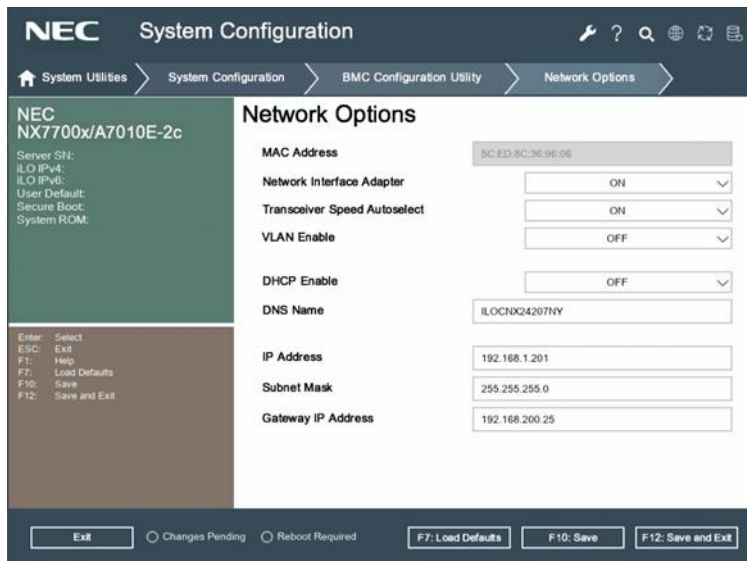 NEC System Configuration
System Utilities System Configuration BMC Configuration Utility Network Options
NEC
NX7700x/A7010E-2c
Server SN:
iLO IPv4:
iLO IPv6:
User Default:
Secure Boot:
System ROM:
Enter: Select
ESC: Exit
F1: Help
F7: Load Defaults
F10: Save
F12: Save and Exit
Network Options
MAC Address 5C:ED:8C:36:96:06
Network Interface Adapter ON
Transceiver Speed Autoselect ON
VLAN Enable OFF
DHCP Enable OFF
DNS Name ILOCNX24207NY
IP Address 192.168.1.201
Subnet Mask 255.255.255.0
Gateway IP Address 192.168.200.25
Exit Changes Pending Reboot Required F7: Load Defaults F10: Save F12: Save and Exit